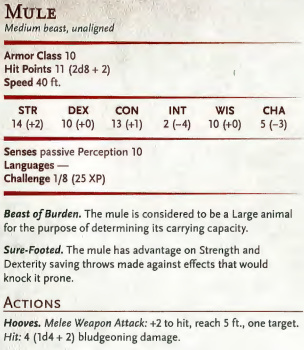 MULE
Medium beast, unaligned
Armor Class 10
Hit Points 11 (2d8 + 2)
Speed 40 ft.
STR DEX CON INT WIS CHA
14 (+2) 10 (+0) 13 (+1) 2 (−4) 10 (+0) 5 (−3)
Senses passive Perception 10
Languages —
Challenge 1/8 (25 XP)
Beast of Burden. The mule is considered to be a Large animal
for the purpose of determining its carrying capacity.
Sure-Footed. The mule has advantage on Strength and
Dexterity saving throws made against effects that would
knock it prone.
ACTIONS
Hooves. Melee Weapon Attack: +2 to hit, reach 5 ft., one target.
Hit: 4 (1d4 + 2) bludgeoning damage.